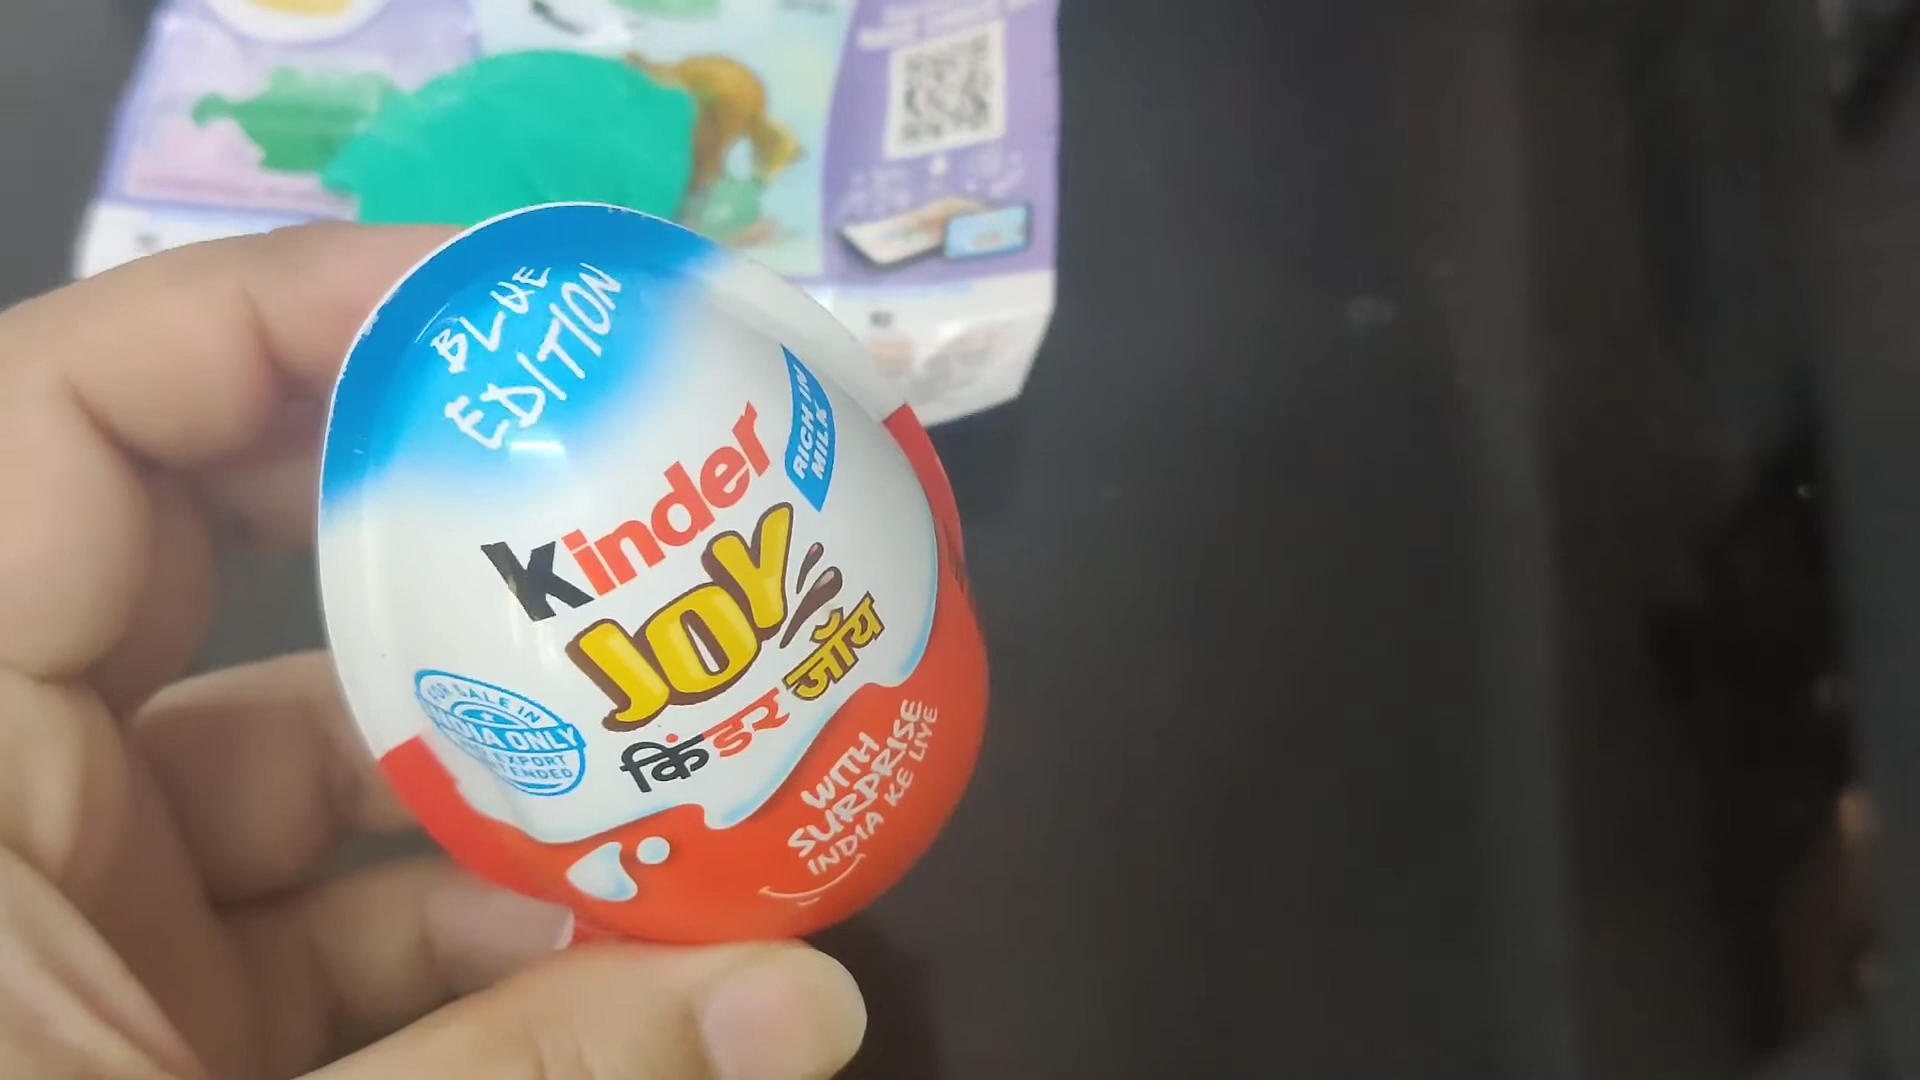 BLUE
EDITION
RICH IN
MILK
kinder
JOY
किंडर जॉय
FOR SALE IN
INDIA ONLY
EXPORT
WITH
SURPRISE
INDIA KE LIYE